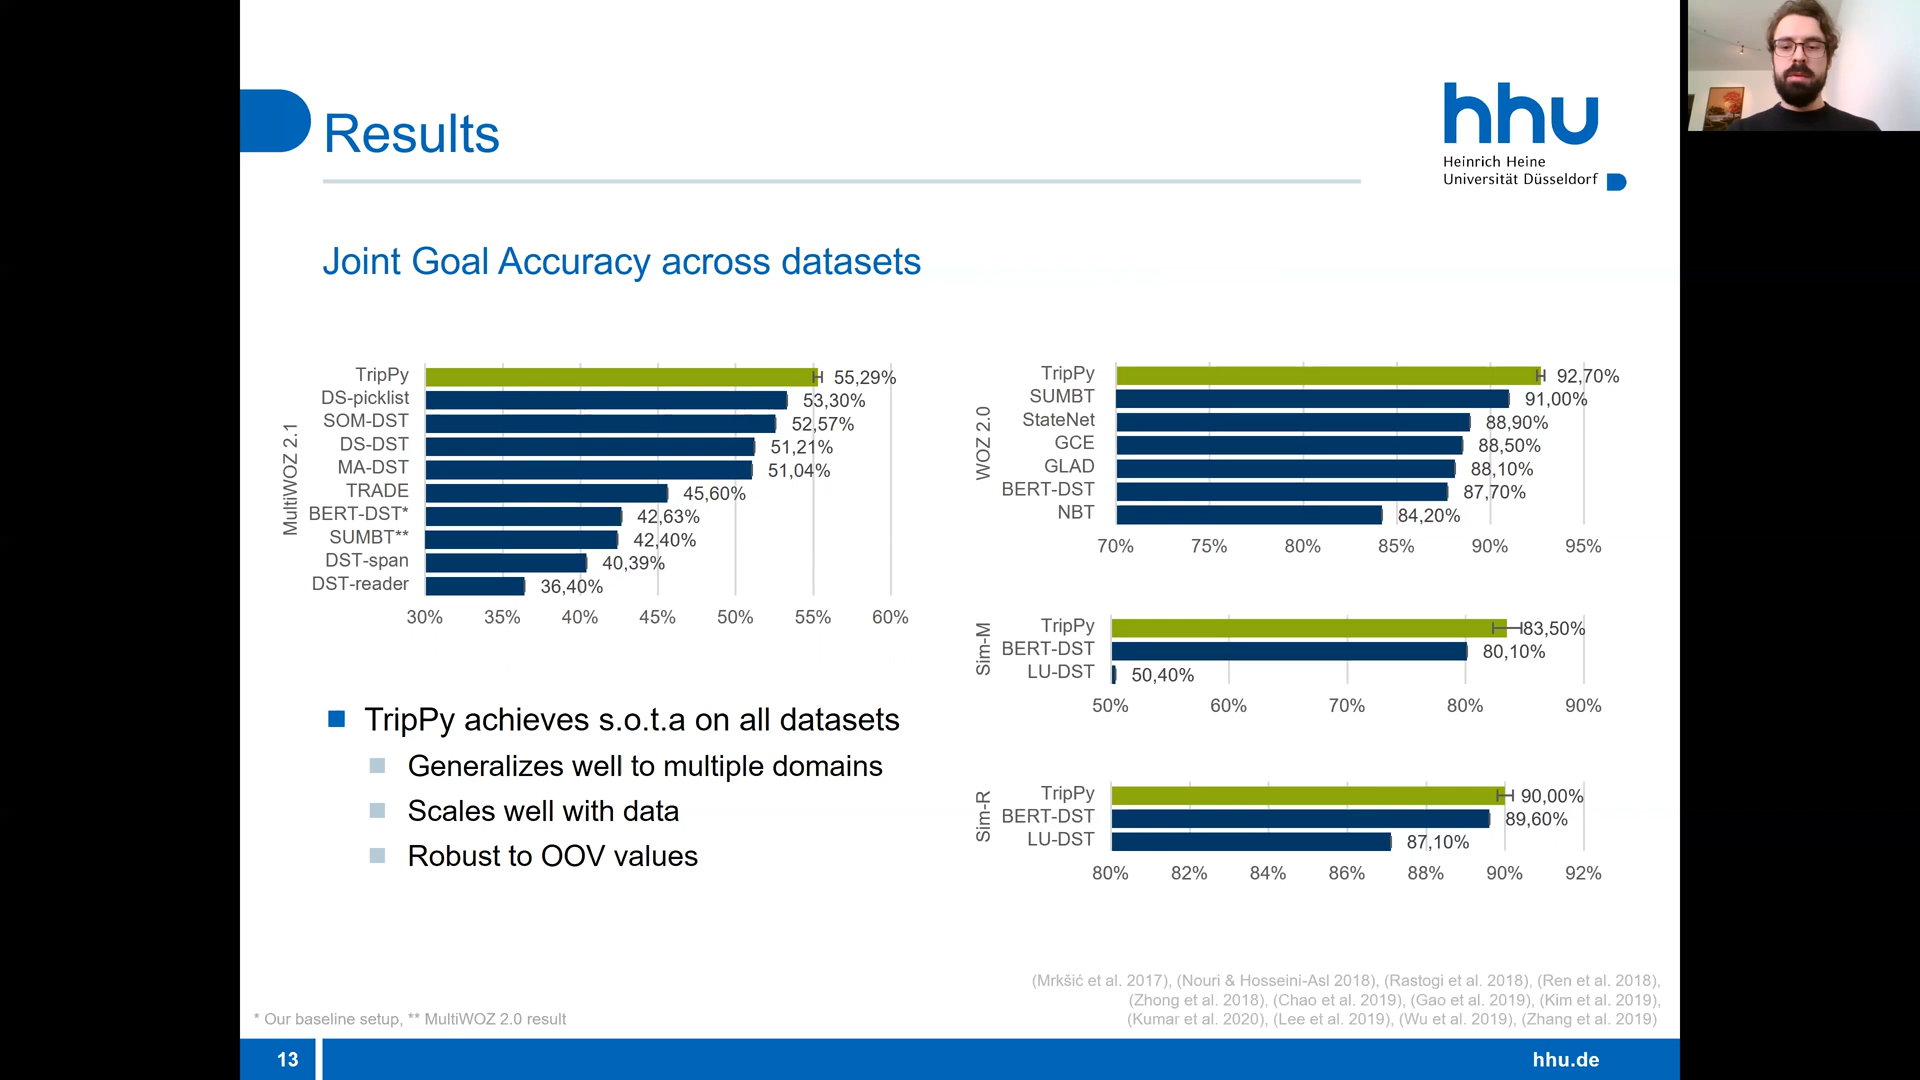 Results
hhu
Heinrich Heine
Universität Düsseldorf
Joint Goal Accuracy across datasets
MultiWOZ 2.1
TripPy 55,29%
DS-picklist 53,30%
SOM-DST 52,57%
DS-DST 51,21%
MA-DST 51,04%
TRADE 45,60%
BERT-DST* 42,63%
SUMBT** 42,40%
DST-span 40,39%
DST-reader 36,40%
30% 35% 40% 45% 50% 55% 60%
WOZ 2.0
TripPy 92,70%
SUMBT 91,00%
StateNet 88,90%
GCE 88,50%
GLAD 88,10%
BERT-DST 87,70%
NBT 84,20%
70% 75% 80% 85% 90% 95%
Sim-M
TripPy 83,50%
BERT-DST 80,10%
LU-DST 50,40%
50% 60% 70% 80% 90%
Sim-R
TripPy 90,00%
BERT-DST 89,60%
LU-DST 87,10%
80% 82% 84% 86% 88% 90% 92%
TripPy achieves s.o.t.a on all datasets
Generalizes well to multiple domains
Scales well with data
Robust to OOV values
(Mrkšić et al. 2017), (Nouri & Hosseini-Asl 2018), (Rastogi et al. 2018), (Ren et al. 2018),
(Zhong et al. 2018), (Chao et al. 2019), (Gao et al. 2019), (Kim et al. 2019),
(Kumar et al. 2020), (Lee et al. 2019), (Wu et al. 2019), (Zhang et al. 2019)
* Our baseline setup, ** MultiWOZ 2.0 result
13
hhu.de